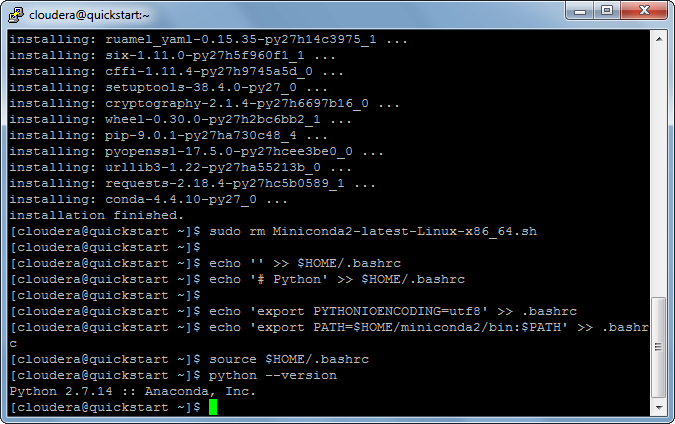 cloudera@quickstart:~
installing: ruamel_yaml-0.15.35-py27h14c3975_1 ...
installing: six-1.11.0-py27h5f960f1_1 ...
installing: cffi-1.11.4-py27h9745a5d_0 ...
installing: setuptools-38.4.0-py27_0 ...
installing: cryptography-2.1.4-py27h6697b16_0 ...
installing: wheel-0.30.0-py27h2bc6bb2_1 ...
installing: pip-9.0.1-py27ha730c48_4 ...
installing: pyopenssl-17.5.0-py27hcee3be0_0 ...
installing: urllib3-1.22-py27ha55213b_0 ...
installing: requests-2.18.4-py27hc5b0589_1 ...
installing: conda-4.4.10-py27_0 ...
installation finished.
[cloudera@quickstart ~]$ sudo rm Miniconda2-latest-Linux-x86_64.sh
[cloudera@quickstart ~]$
[cloudera@quickstart ~]$ echo '' >> $HOME/.bashrc
[cloudera@quickstart ~]$ echo '# Python' >> $HOME/.bashrc
[cloudera@quickstart ~]$
[cloudera@quickstart ~]$ echo 'export PYTHONIOENCODING=utf8' >> .bashrc
[cloudera@quickstart ~]$ echo 'export PATH=$HOME/miniconda2/bin:$PATH' >> .bashr
c
[cloudera@quickstart ~]$ source $HOME/.bashrc
[cloudera@quickstart ~]$ python --version
Python 2.7.14 :: Anaconda, Inc.
[cloudera@quickstart ~]$